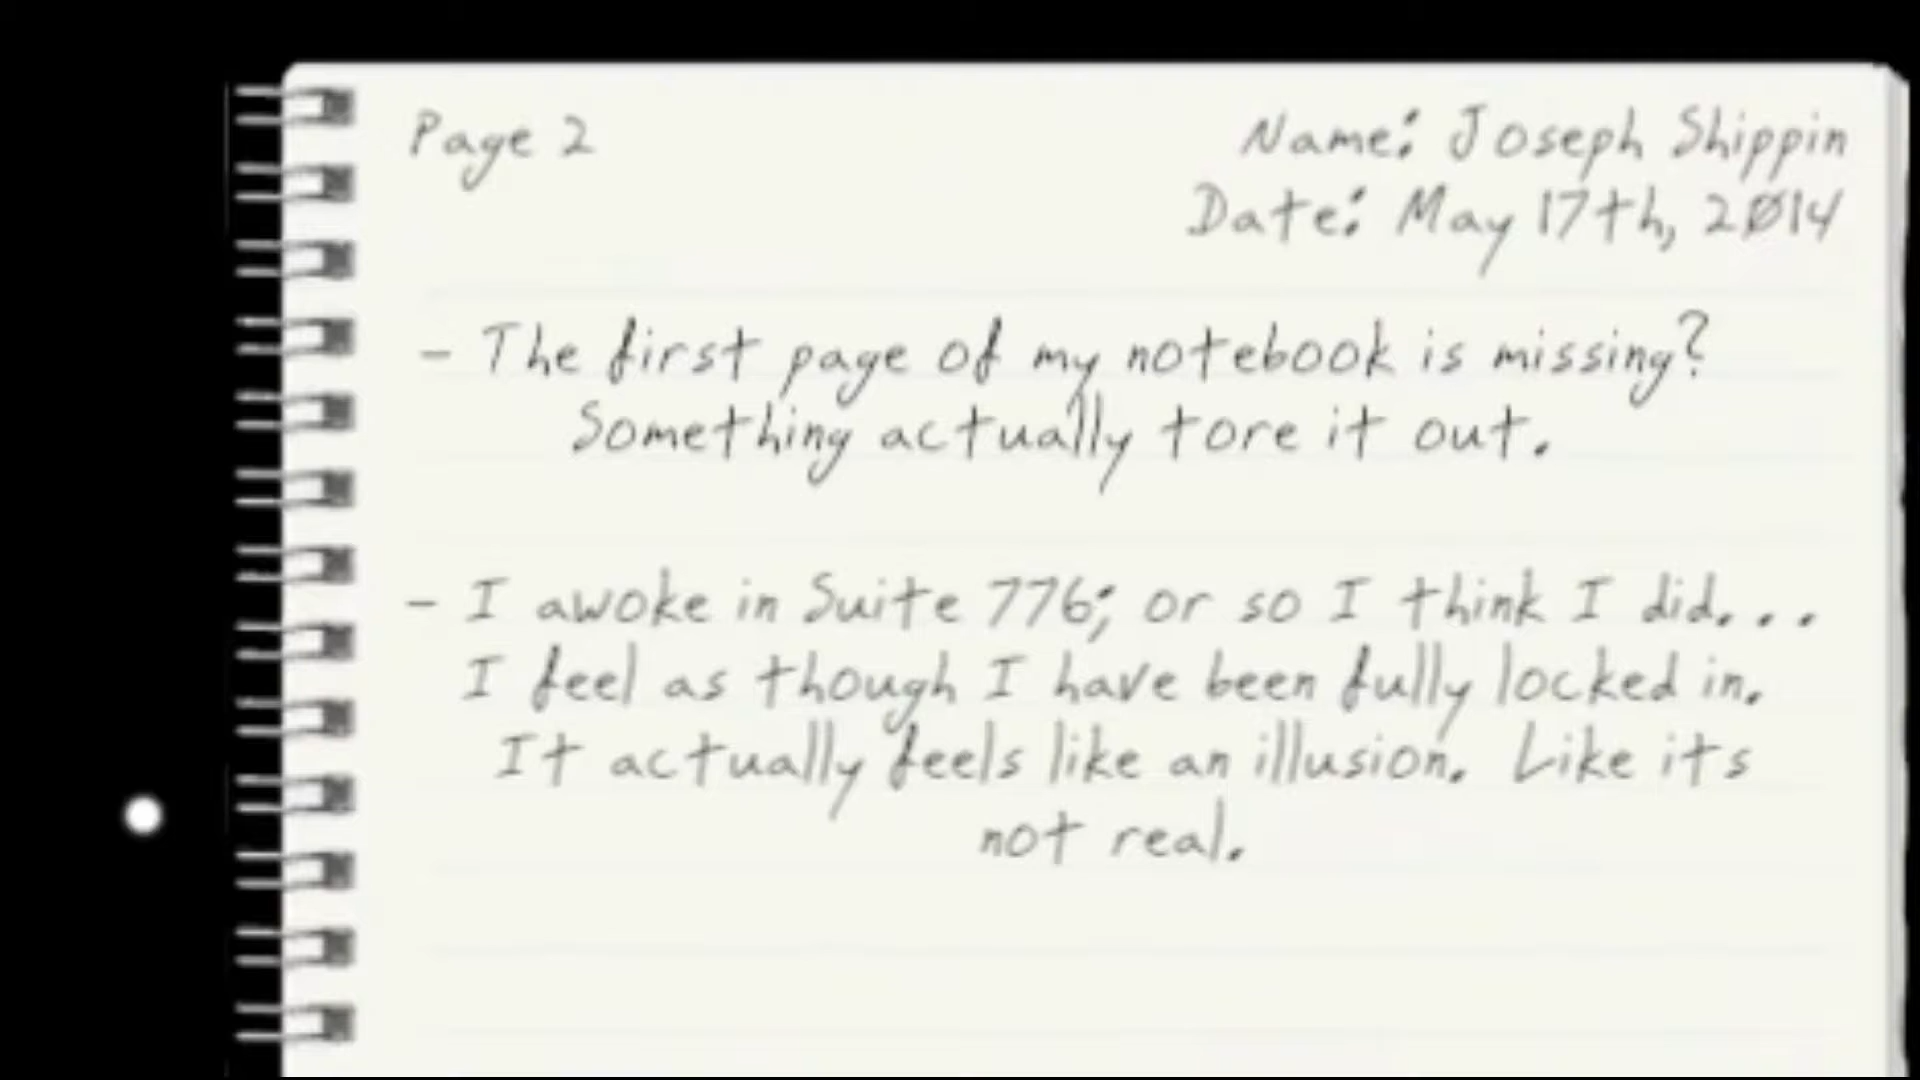 Page 2
Name: Joseph Shippin
Date: May 17th, 2014
- The first page of my notebook is missing?
Something actually tore it out.
- I awoke in Suite 776; or so I think I did...
I feel as though I have been fully locked in.
It actually feels like an illusion. Like its
not real.